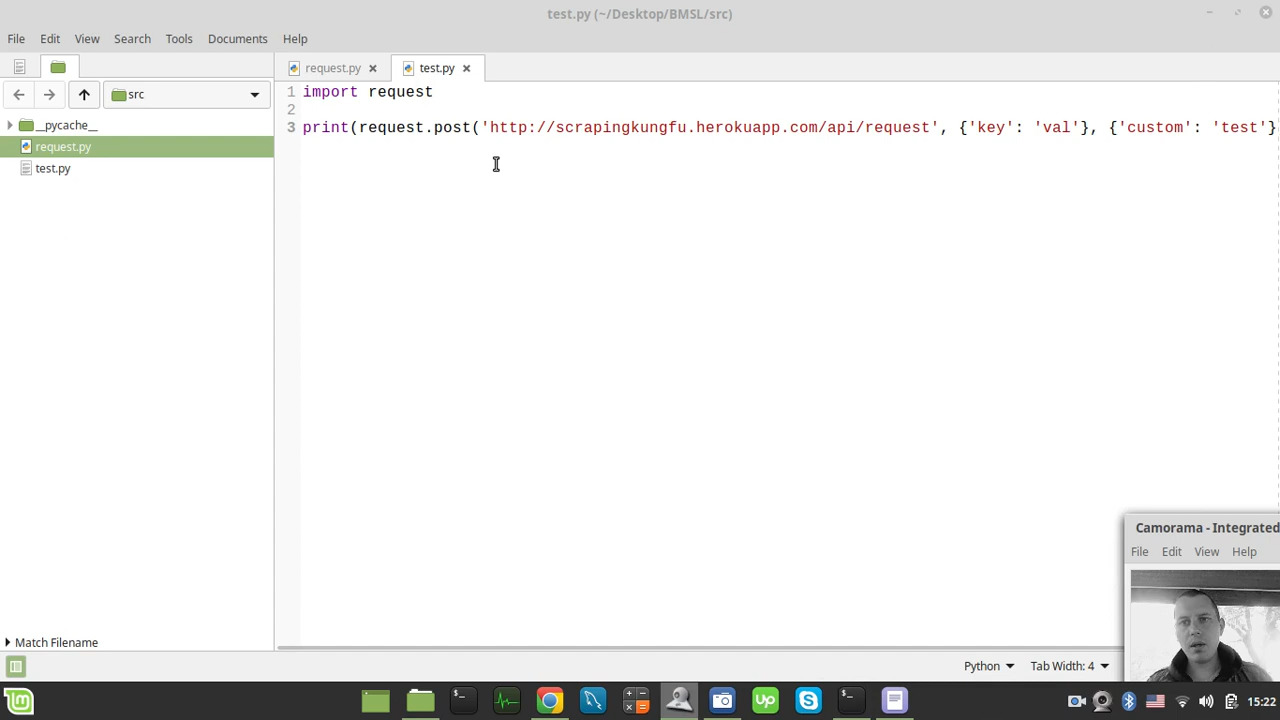 test.py (~/Desktop/BMSL/src)
File Edit View Search Tools Documents Help
src
__pycache__
request.py
test.py
Match Filename
request.py
test.py
1 import request
2
3 print(request.post('http://scrapingkungfu.herokuapp.com/api/request', {'key': 'val'}, {'custom': 'test'}
Python
Tab Width: 4
Camorama - Integrated
File Edit View Help
Up
15:22